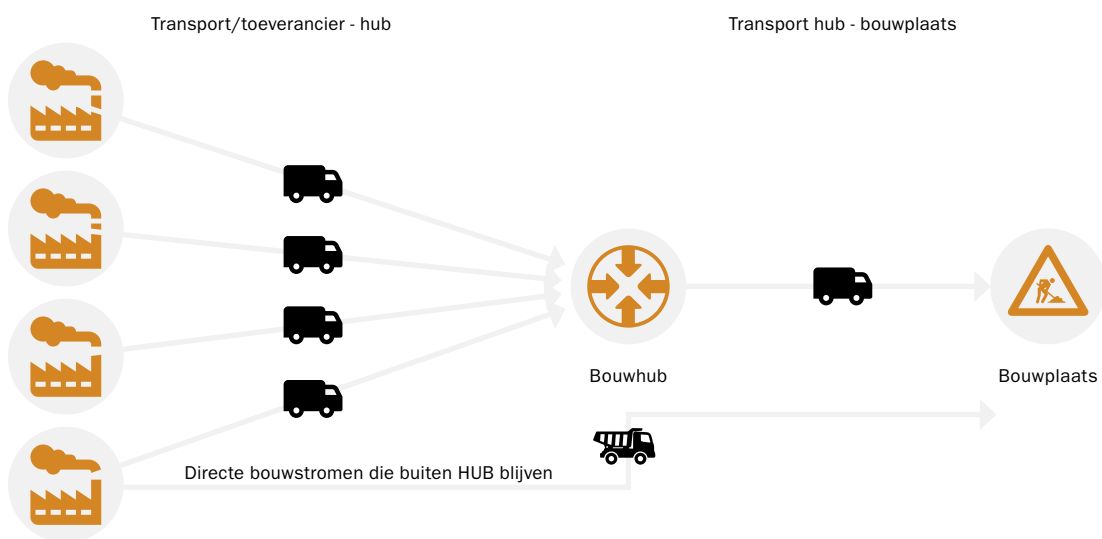 Transport/toeverancier - hub
Transport hub - bouwplaats
Bouwhub
Bouwplaats
Directe bouwstromen die buiten HUB blijven